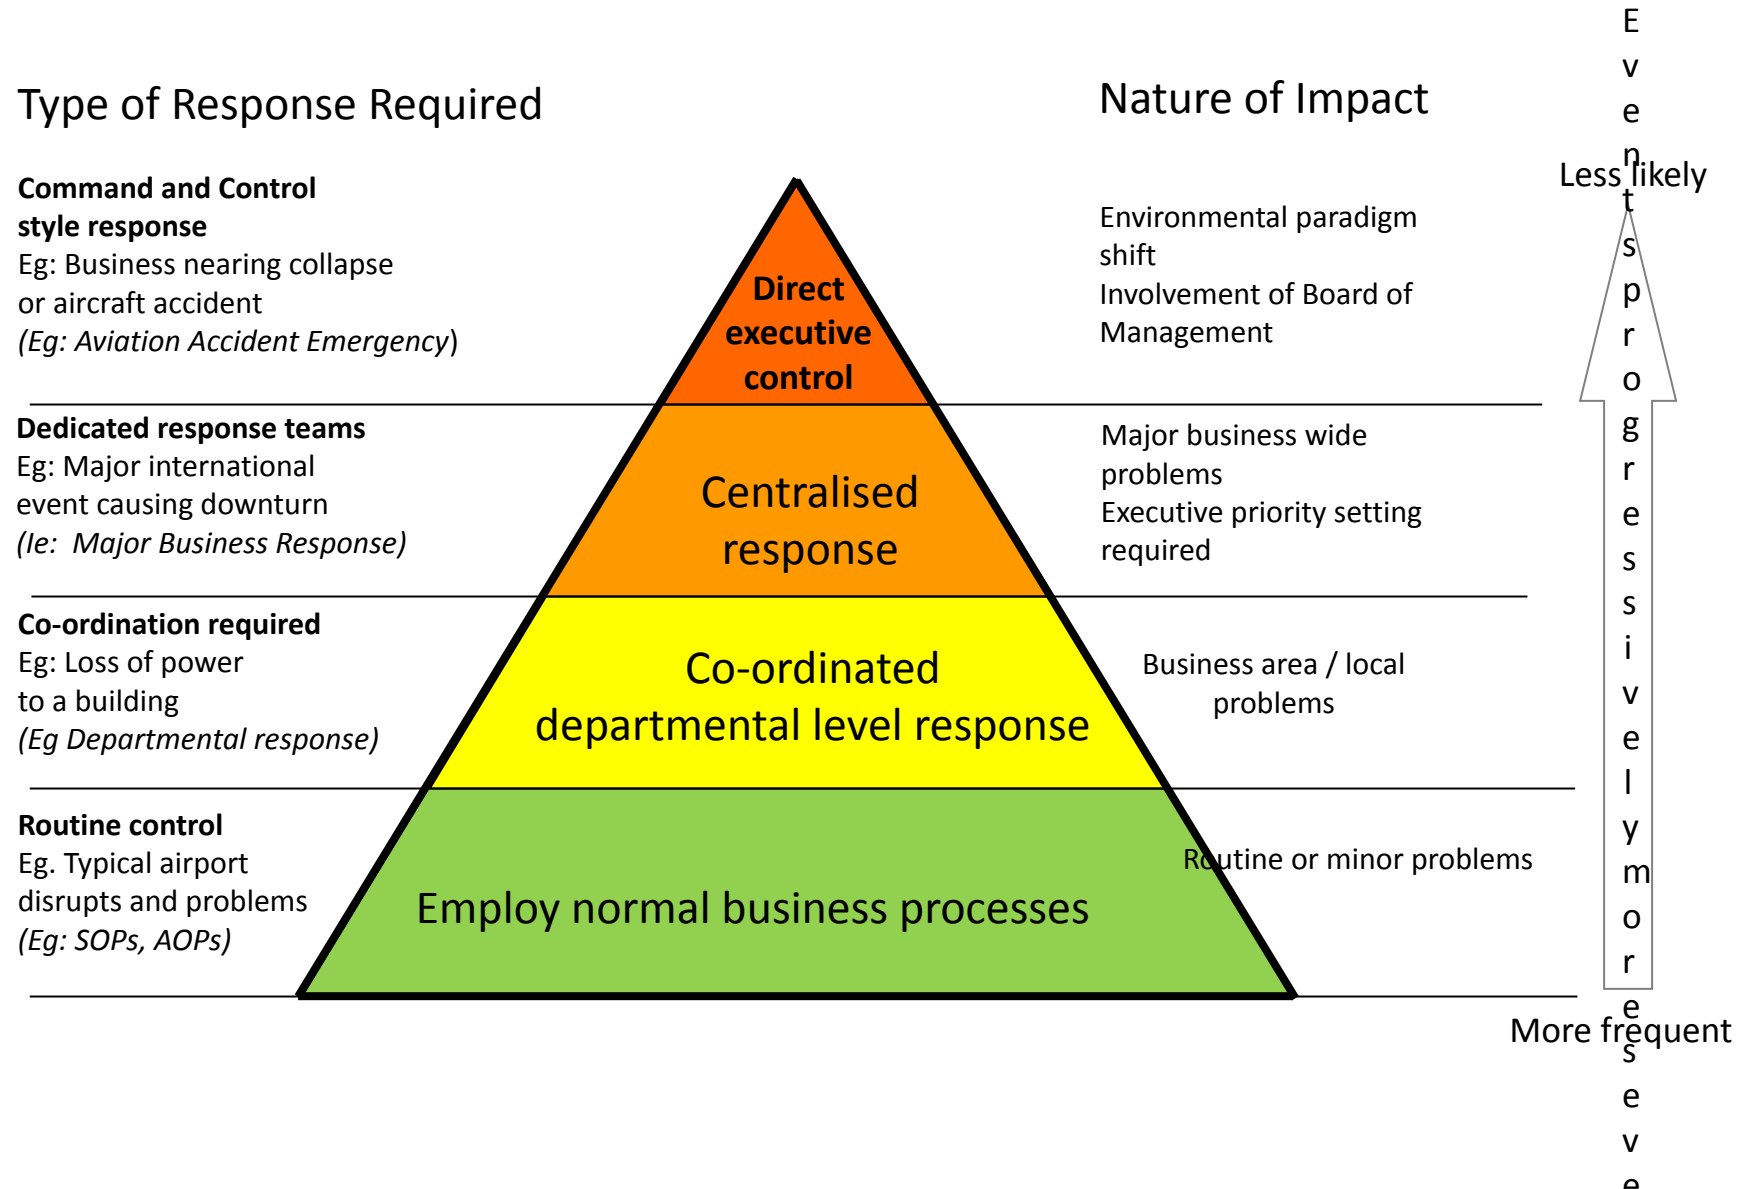 Type of Response Required
Nature of Impact
Less likely
Command and Control
style response
Eg: Business nearing collapse
or aircraft accident
(Eg: Aviation Accident Emergency)
Direct
executive
control
Environmental paradigm
shift
Involvement of Board of
Management
Dedicated response teams
Eg: Major international
event causing downturn
(Ie:  Major Business Response)
Centralised
response
Major business wide
problems
Executive priority setting
required
Co-ordination required
Eg: Loss of power
to a building
(Eg Departmental response)
Co-ordinated
departmental level response
Business area / local
problems
Routine control
Eg. Typical airport
disrupts and problems
(Eg: SOPs, AOPs)
Employ normal business processes
Routine or minor problems
More frequent
E
v
e
n
t
s
p
r
o
g
r
e
s
s
i
v
e
l
y
m
o
r
e
s
e
v
e